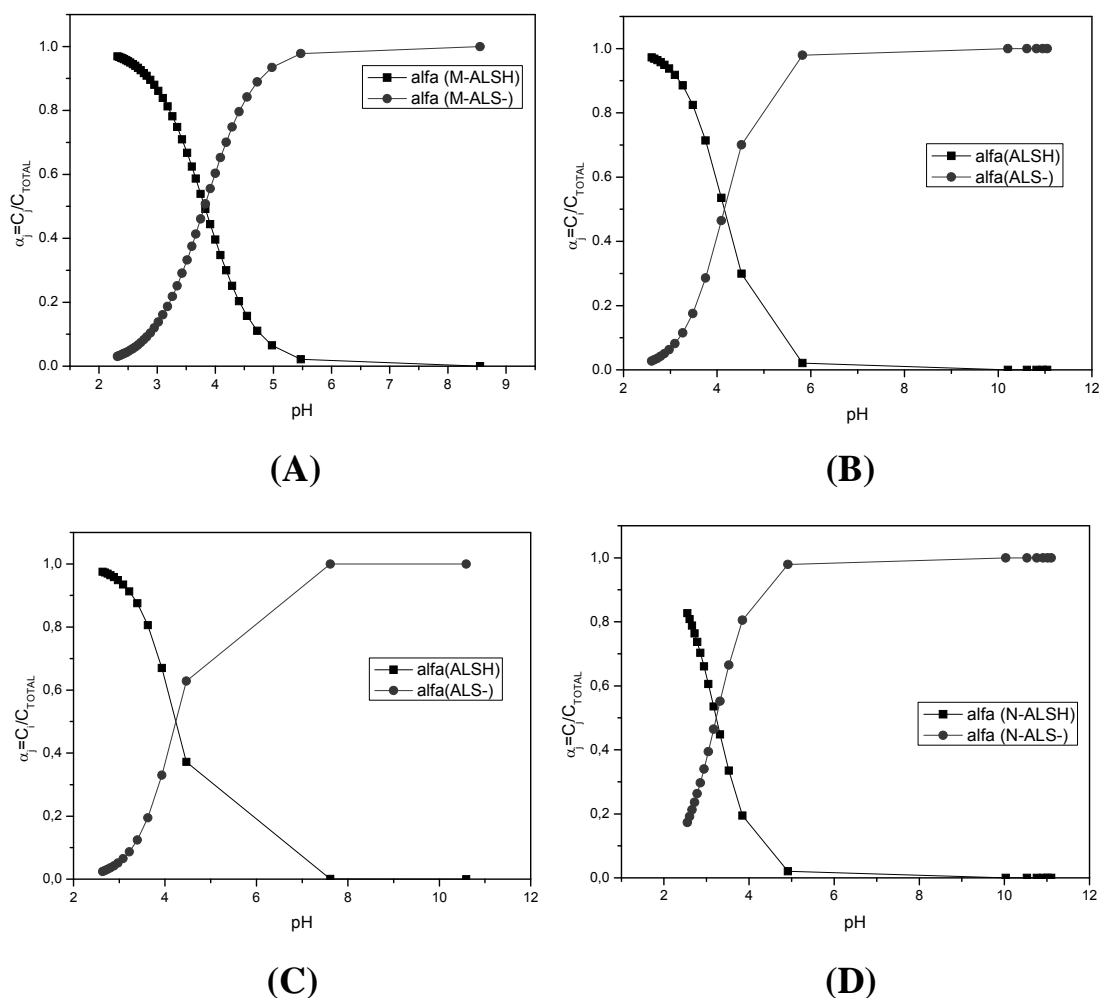 1.0
0.8
0.6
0.4
0.2
0.0
αj=Cj/CTOTAL
2 3 4 5 6 7 8 9
pH
alfa (M-ALSH)
alfa (M-ALS-)
(A)
1.0
0.8
0.6
0.4
0.2
0.0
αj=Ci/CTOTAL
2 4 6 8 10 12
pH
alfa(ALSH)
alfa(ALS-)
(B)
1,0
0,8
0,6
0,4
0,2
0,0
αj=Ci/CTOTAL
2 4 6 8 10 12
pH
alfa(ALSH)
alfa(ALS-)
(C)
1,0
0,8
0,6
0,4
0,2
0,0
αj=Cj/CTOTAL
2 4 6 8 10 12
pH
alfa (N-ALSH)
alfa (N-ALS-)
(D)